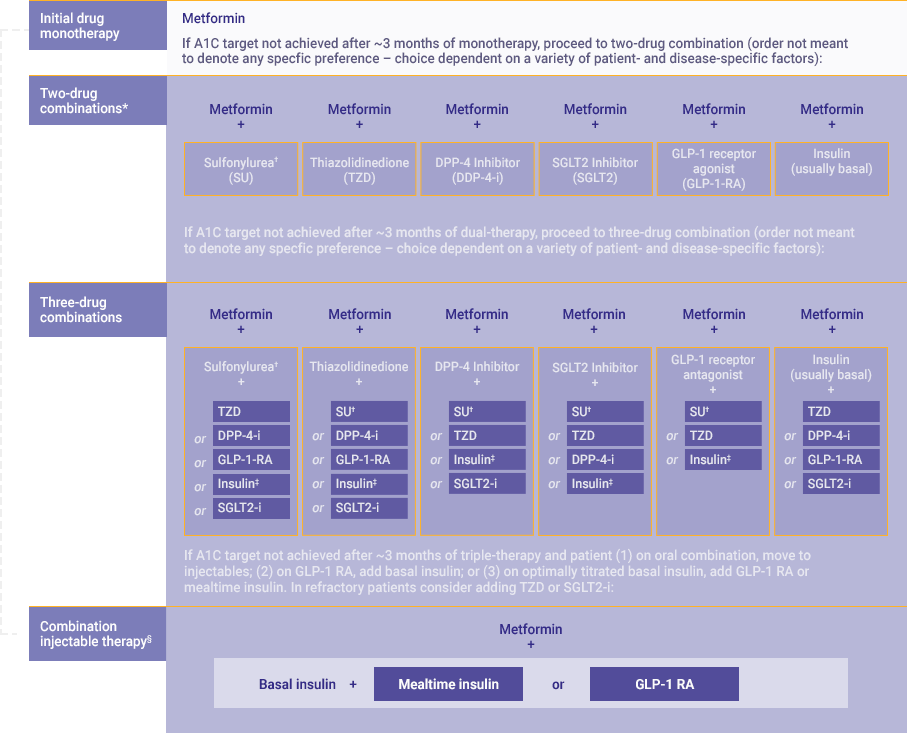 Initial drug
monotherapy
Metformin
If A1C target not achieved after ~3 months of monotherapy, proceed to two-drug combination (order not meant
to denote any specfic preference – choice dependent on a variety of patient- and disease-specific factors):
Two-drug
combinations*
Metformin
+
Sulfonylurea†
(SU)
Metformin
+
Thiazolidinedione
(TZD)
Metformin
+
DPP-4 Inhibitor
(DDP-4-i)
Metformin
+
SGLT2 Inhibitor
(SGLT2)
Metformin
+
GLP-1 receptor
agonist
(GLP-1-RA)
Metformin
+
Insulin
(usually basal)
If A1C target not achieved after ~3 months of dual-therapy, proceed to three-drug combination (order not meant
to denote any specfic preference – choice dependent on a variety of patient- and disease-specific factors):
Three-drug
combinations
Metformin
+
Sulfonylurea†
+
TZD
or DPP-4-i
or GLP-1-RA
or Insulin‡
or SGLT2-i
Metformin
+
Thiazolidinedione
+
SU†
or DPP-4-i
or GLP-1-RA
or Insulin‡
or SGLT2-i
Metformin
+
DPP-4 Inhibitor
+
SU†
or TZD
or Insulin‡
or SGLT2-i
Metformin
+
SGLT2 Inhibitor
+
SU†
or TZD
or DPP-4-i
or Insulin‡
Metformin
+
GLP-1 receptor
antagonist
+
SU†
or TZD
or Insulin‡
Metformin
+
Insulin
(usually basal)
+
TZD
or DPP-4-i
or GLP-1-RA
or SGLT2-i
If A1C target not achieved after ~3 months of triple-therapy and patient (1) on oral combination, move to
injectables; (2) on GLP-1 RA, add basal insulin; or (3) on optimally titrated basal insulin, add GLP-1 RA or
mealtime insulin. In refractory patients consider adding TZD or SGLT2-i:
Combination
injectable therapy§
Metformin
+
Basal insulin + Mealtime insulin or GLP-1 RA